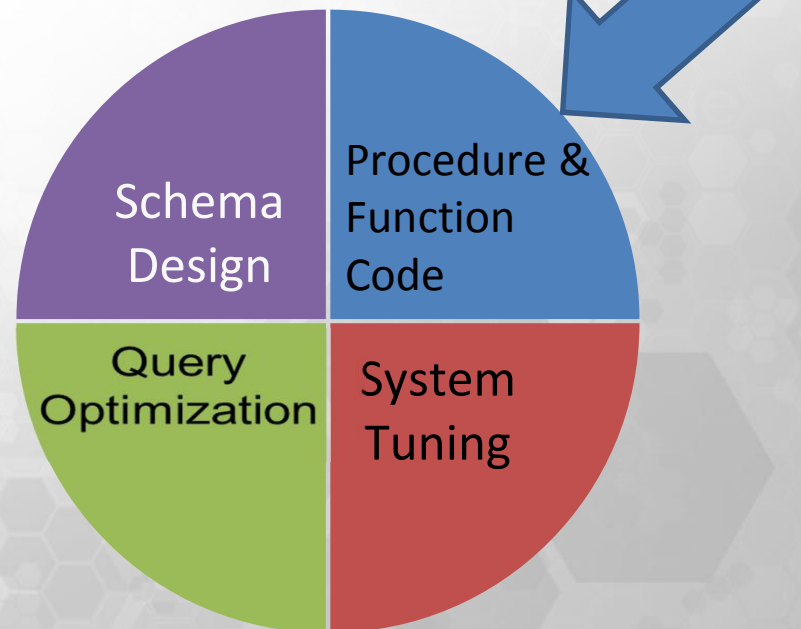 Schema
Design
Procedure &
Function
Code
Query
Optimization
System
Tuning